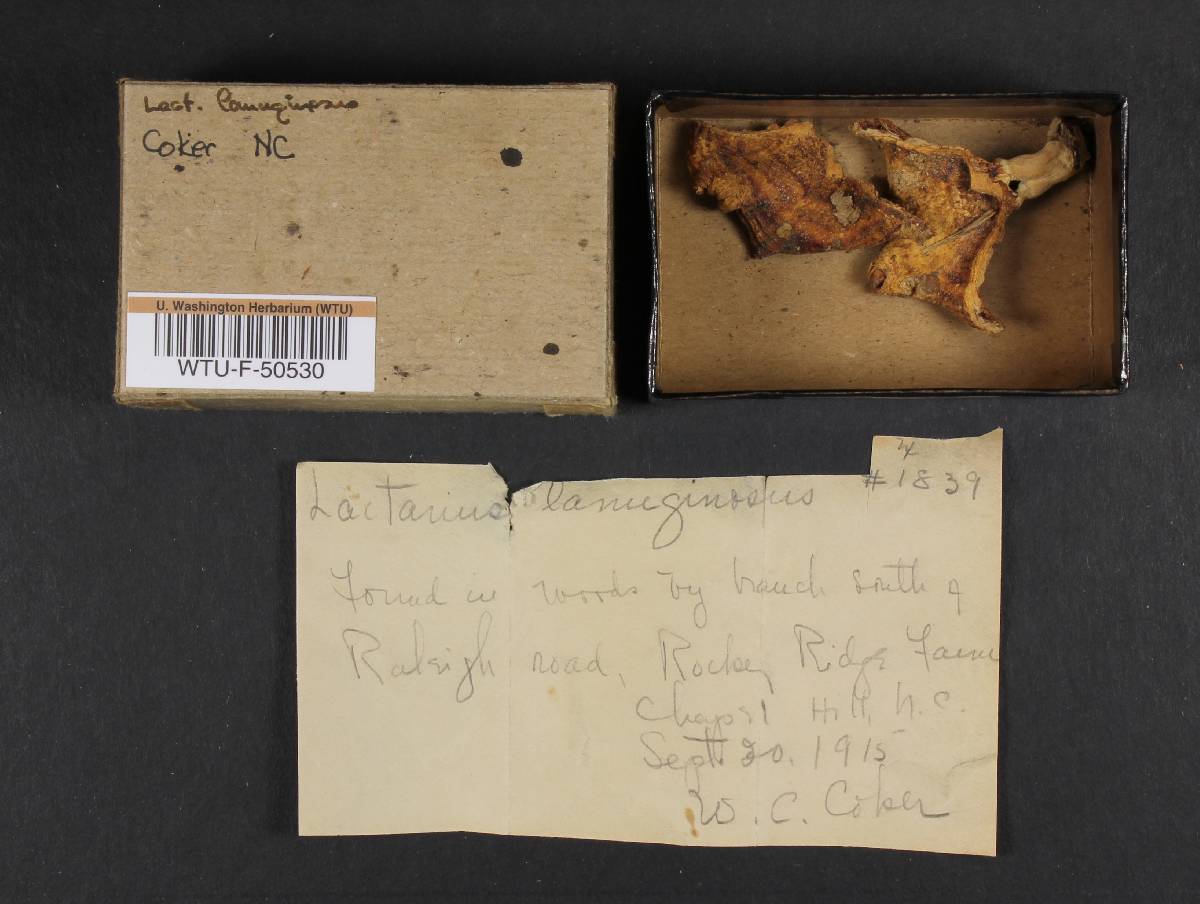 Lact. lanuginosus
Coker NC
U. Washington Herbarium (WTU)
WTU-F-50530
#1839
Lactarius lanuginosus
Found in woods by branch south of
Raleigh road, Rocky Ridge Farm
Chapel Hill, N.C.
Sept 20. 1915
W. C. Coker